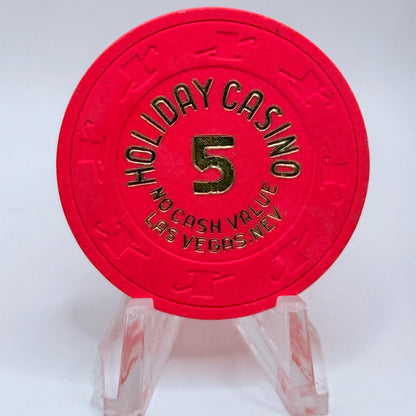 HOLIDAY CASINO
5
NO CASH VALUE
LAS VEGAS.NEV